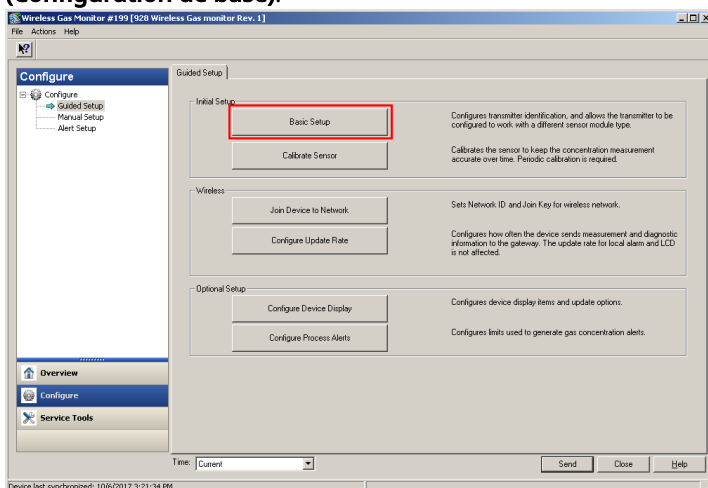 (Configuration de base).
Wireless Gas Monitor #199 [928 Wireless Gas monitor Rev. 1]
File Actions Help
Configure
Configure
Guided Setup
Manual Setup
Alert Setup
Overview
Configure
Service Tools
Guided Setup
Initial Setup
Basic Setup
Configures transmitter identification, and allows the transmitter to be
configured to work with a different sensor module type.
Calibrate Sensor
Calibrates the sensor to keep the concentration measurement
accurate over time. Periodic calibration is required.
Wireless
Join Device to Network
Sets Network ID and Join Key for wireless network.
Configure Update Rate
Configures how often the device sends measurement and diagnostic
information to the gateway. The update rate for local alarm and LCD
is not affected.
Optional Setup
Configure Device Display
Configures device display items and update options.
Configure Process Alerts
Configures limits used to generate gas concentration alerts.
Time: Current
Send Close Help
Device last synchronized: 10/6/2017 3:21:34 PM